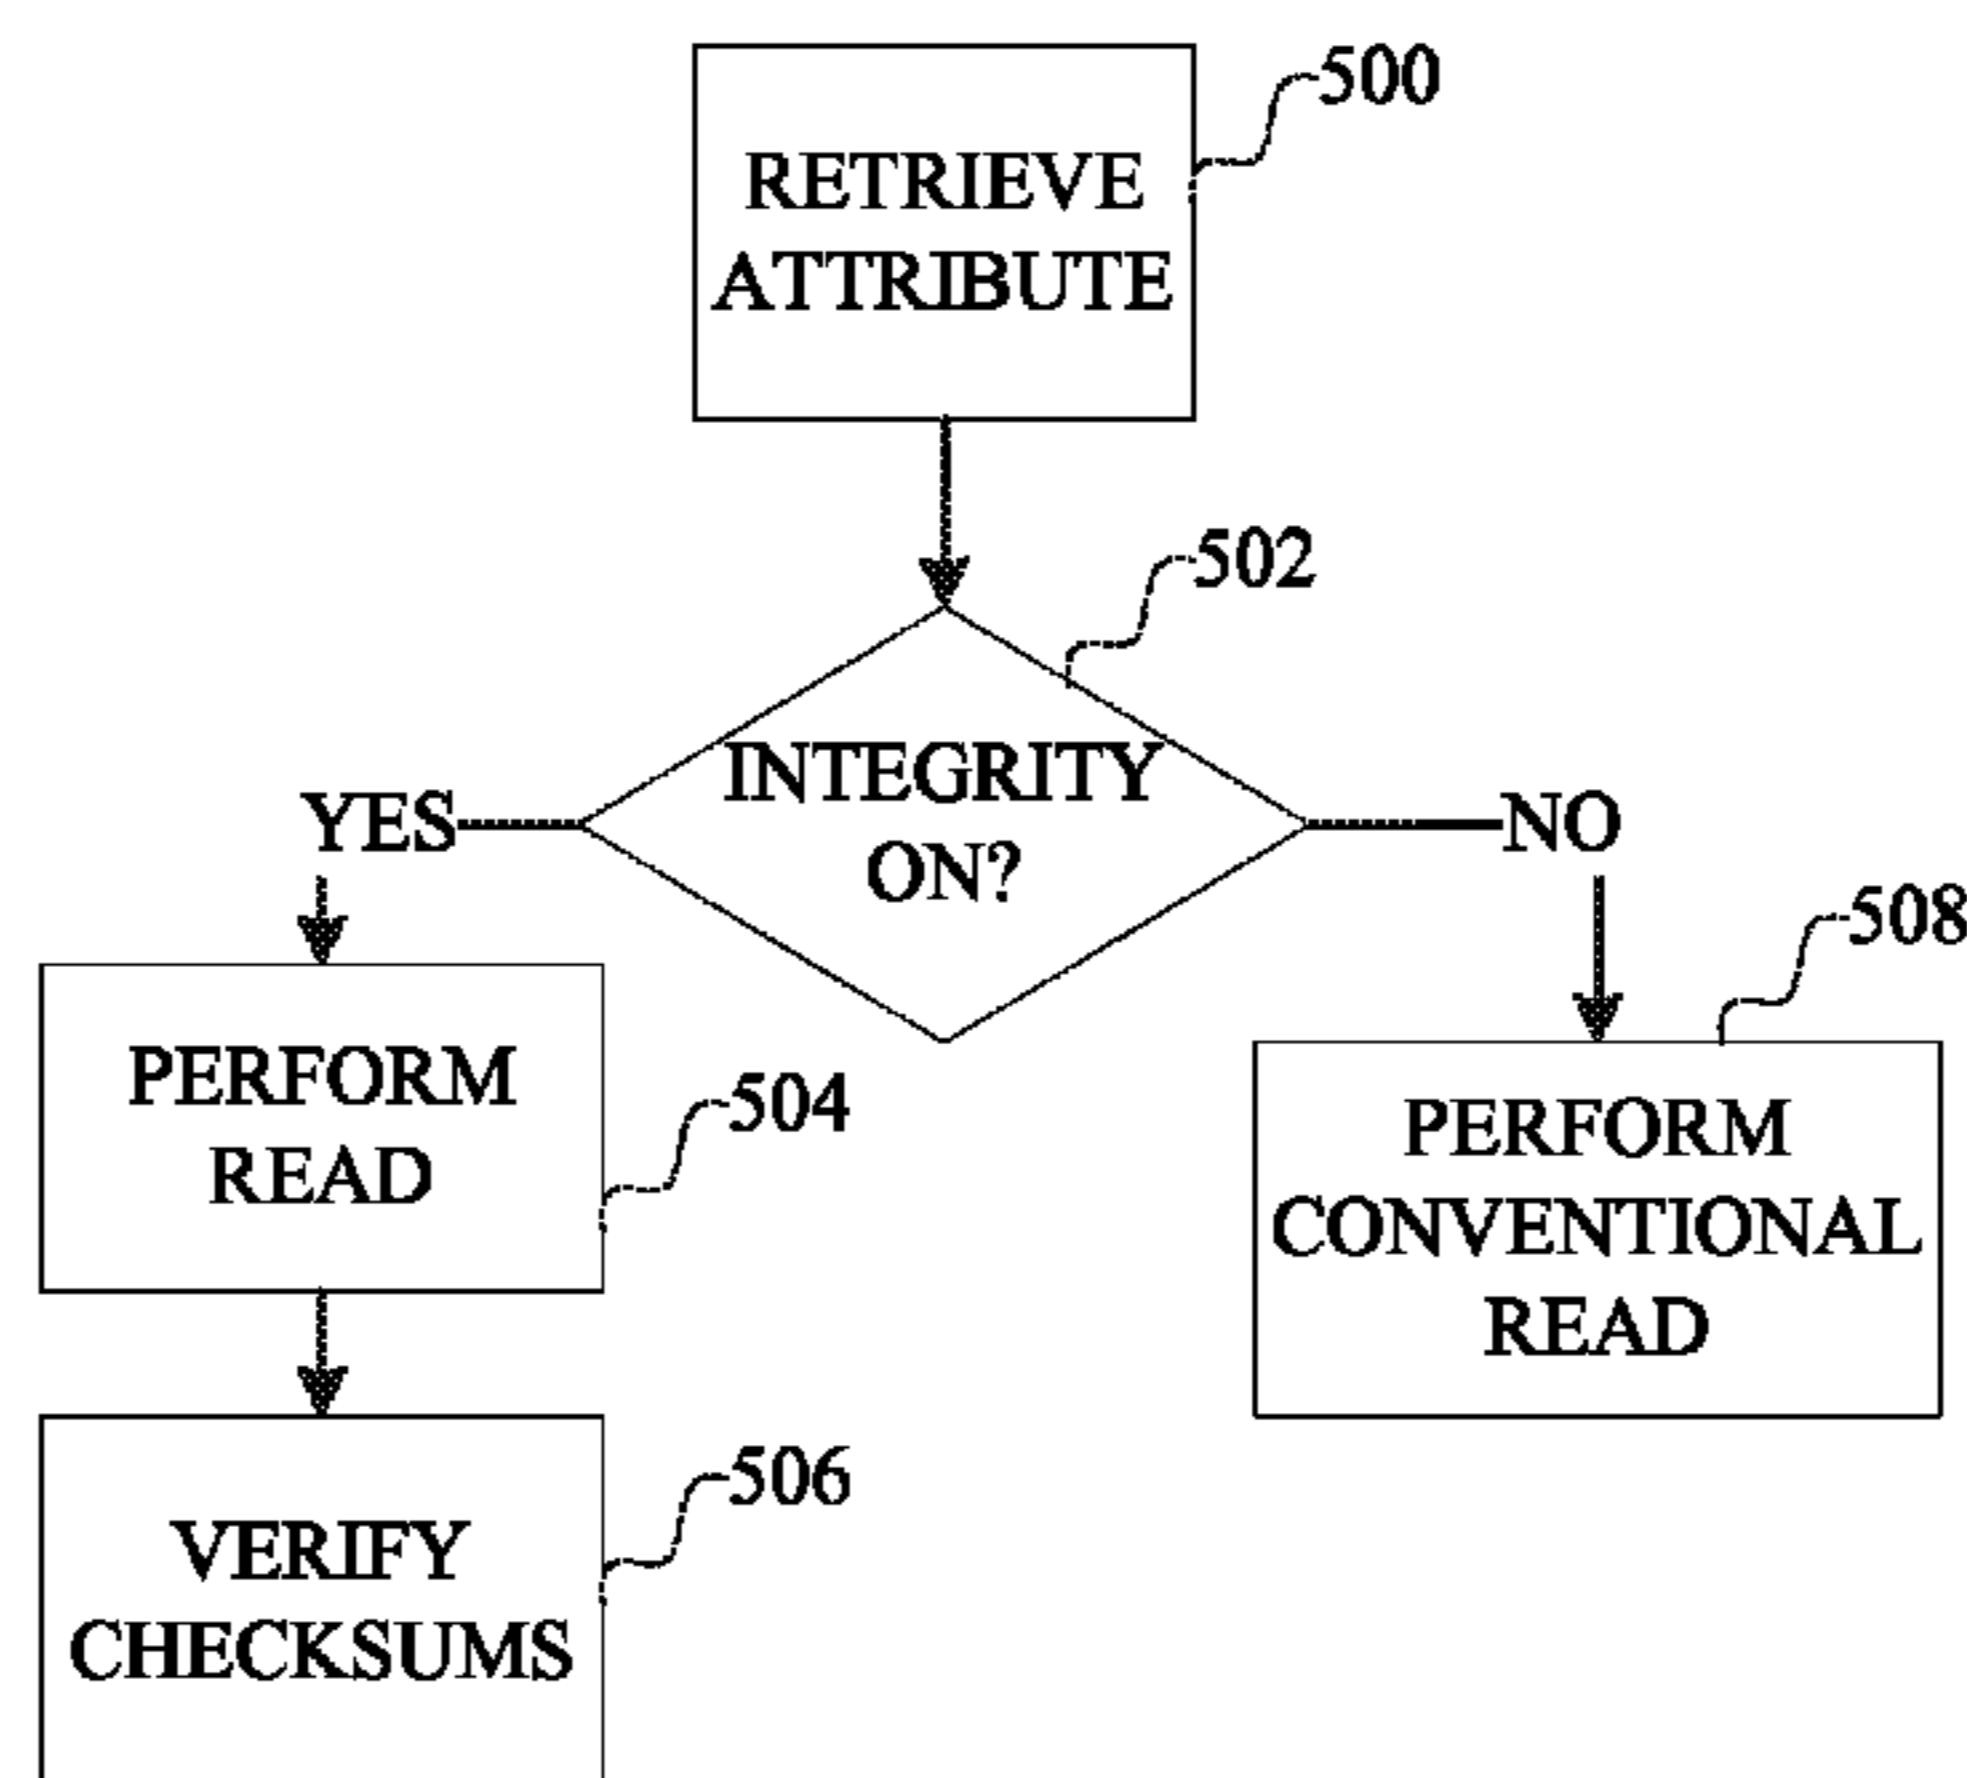 500
RETRIEVE
ATTRIBUTE
502
INTEGRITY
ON?
YES
NO
508
PERFORM
READ
504
PERFORM
CONVENTIONAL
READ
506
VERIFY
CHECKSUMS